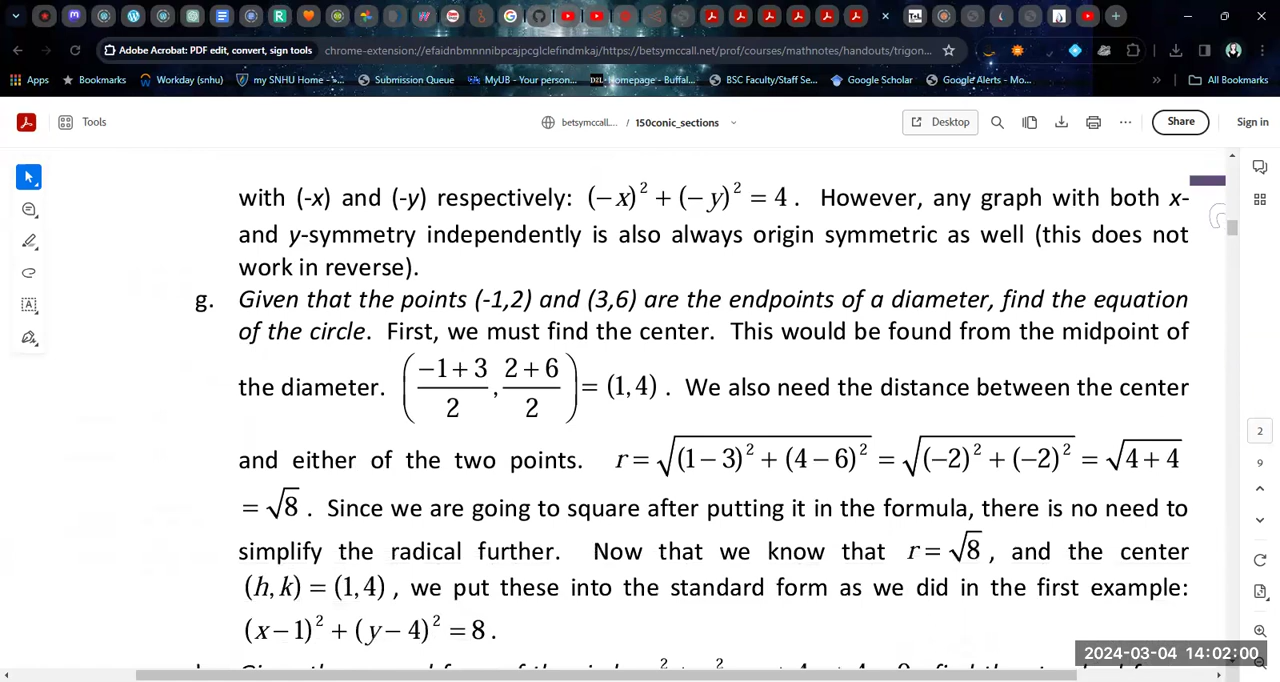 Adobe Acrobat: PDF edit, convert, sign tools chrome-extension://efaidnbmnnnibpcajpcglclefindmkaj/https://betsymccall.net/prof/courses/mathnotes/handouts/trigon...
Apps Bookmarks Workday (snhu) my SNHU Home - ... Submission Queue MyUB - Your person... DZL Homepage - Buffal... BSC Faculty/Staff Se... Google Scholar Google Alerts - Mo... » All Bookmarks
Tools betsymccall... / 150conic_sections Desktop Share Sign in
with (-x) and (-y) respectively: (−x)² + (−y)² = 4 . However, any graph with both x-
and y-symmetry independently is also always origin symmetric as well (this does not
work in reverse).
g. Given that the points (-1,2) and (3,6) are the endpoints of a diameter, find the equation
of the circle. First, we must find the center. This would be found from the midpoint of
the diameter. ((−1+3)/2, (2+6)/2) = (1,4) . We also need the distance between the center
and either of the two points. r = √((1−3)² + (4−6)²) = √((−2)² + (−2)²) = √(4+4)
= √8 . Since we are going to square after putting it in the formula, there is no need to
simplify the radical further. Now that we know that r = √8 , and the center
(h,k) = (1,4) , we put these into the standard form as we did in the first example:
(x−1)² + (y−4)² = 8 .
2
9
2024-03-04 14:02:00